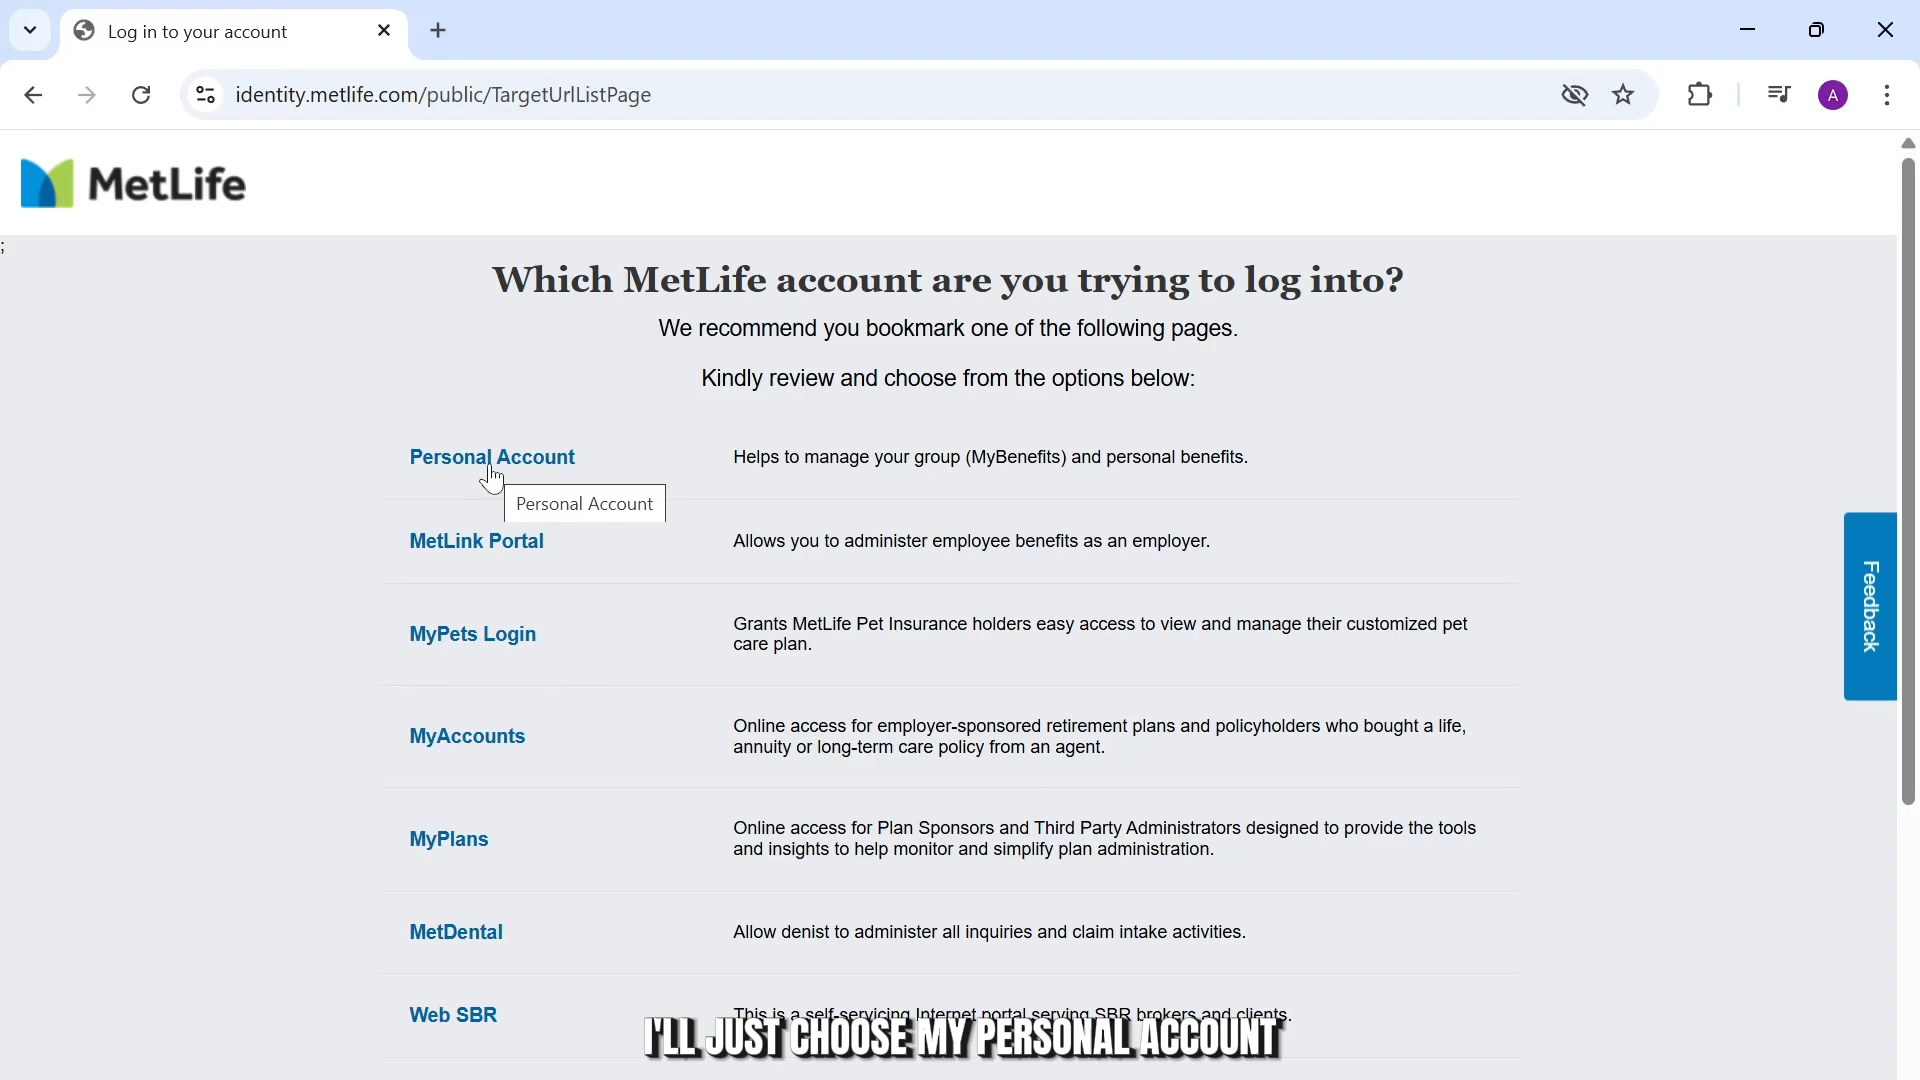 Log in to your account
identity.metlife.com/public/TargetUrlListPage
A
MetLife
;
Which MetLife account are you trying to log into?
We recommend you bookmark one of the following pages.
Kindly review and choose from the options below:
Personal Account
Helps to manage your group (MyBenefits) and personal benefits.
Personal Account
MetLink Portal
Allows you to administer employee benefits as an employer.
MyPets Login
Grants MetLife Pet Insurance holders easy access to view and manage their customized pet
care plan.
Feedback
MyAccounts
Online access for employer-sponsored retirement plans and policyholders who bought a life,
annuity or long-term care policy from an agent.
MyPlans
Online access for Plan Sponsors and Third Party Administrators designed to provide the tools
and insights to help monitor and simplify plan administration.
MetDental
Allow denist to administer all inquiries and claim intake activities.
Web SBR
This is a self-servicing Internet portal serving SBR brokers and clients.
I'LL JUST CHOOSE MY PERSONAL ACCOUNT